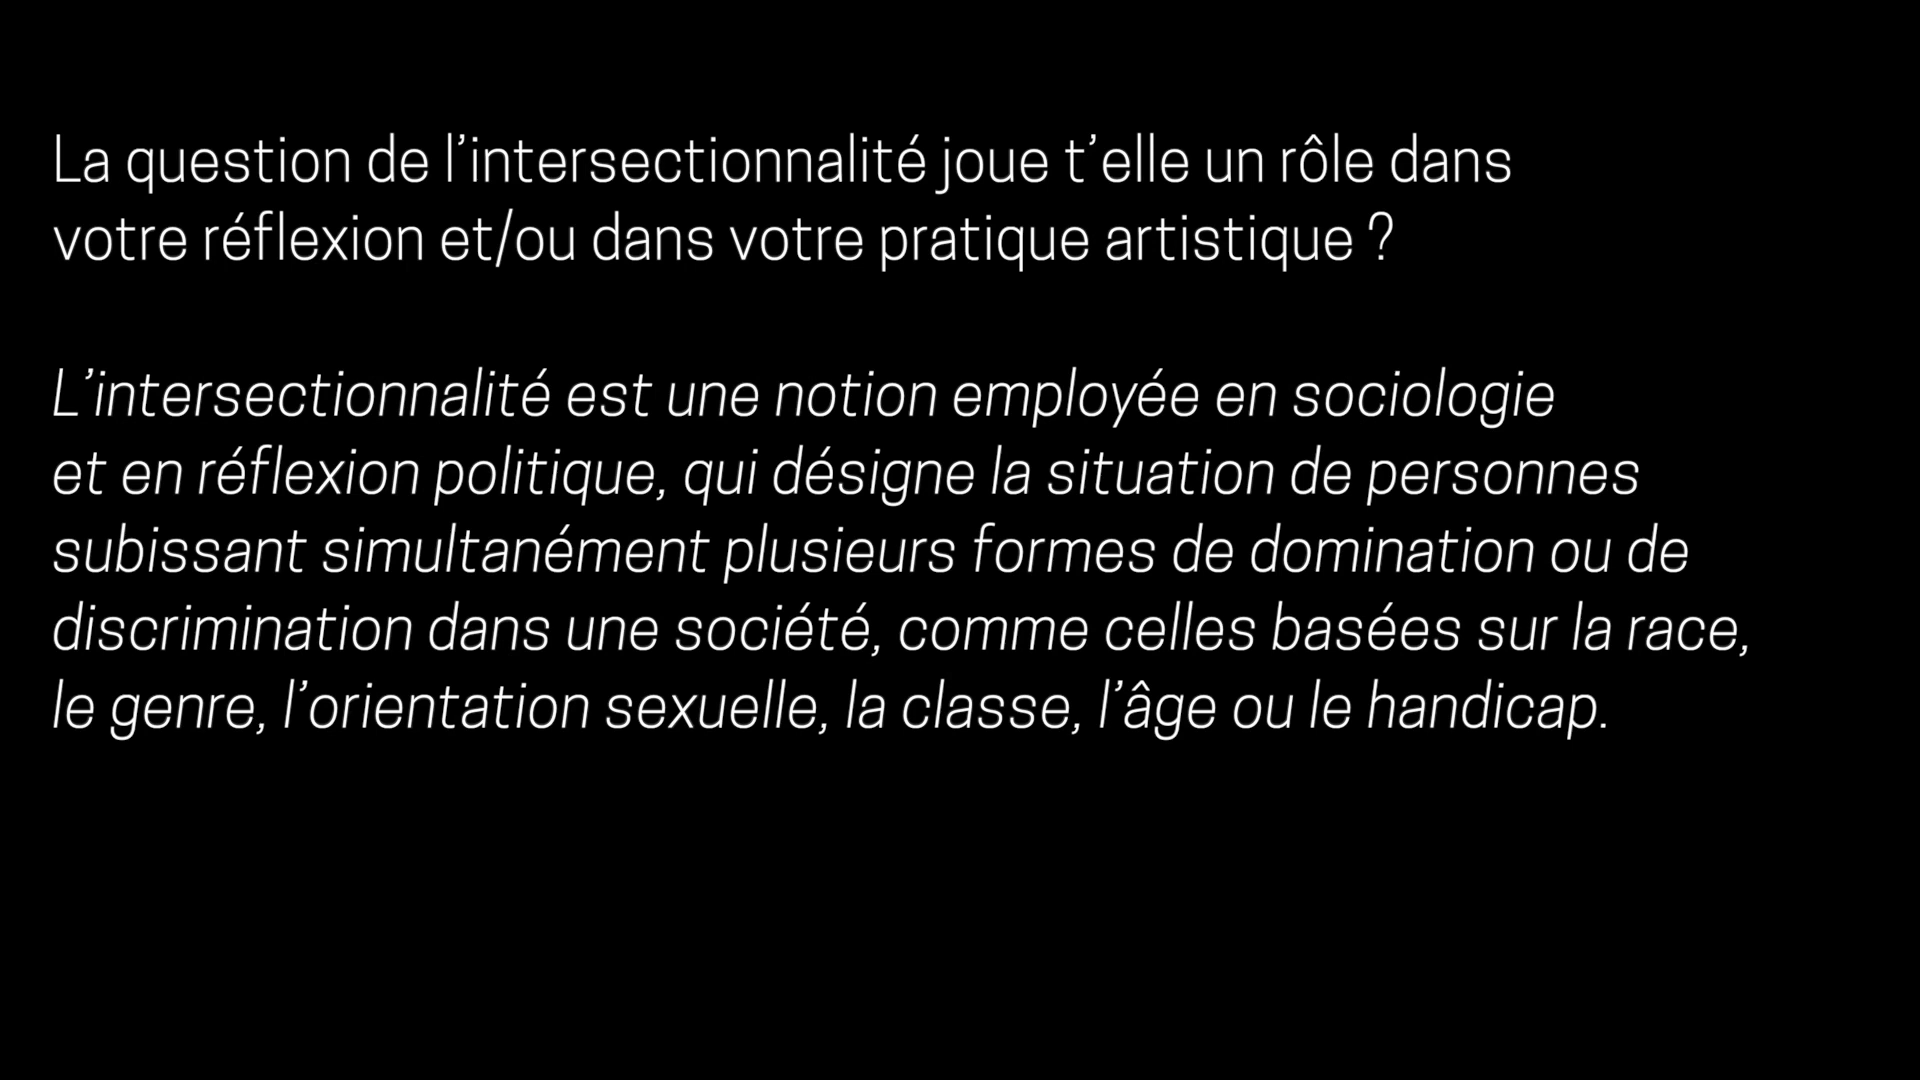 La question de l’intersectionnalité joue t’elle un rôle dans
votre réflexion et/ou dans votre pratique artistique ?
L’intersectionnalité est une notion employée en sociologie
et en réflexion politique, qui désigne la situation de personnes
subissant simultanément plusieurs formes de domination ou de
discrimination dans une société, comme celles basées sur la race,
le genre, l’orientation sexuelle, la classe, l’âge ou le handicap.